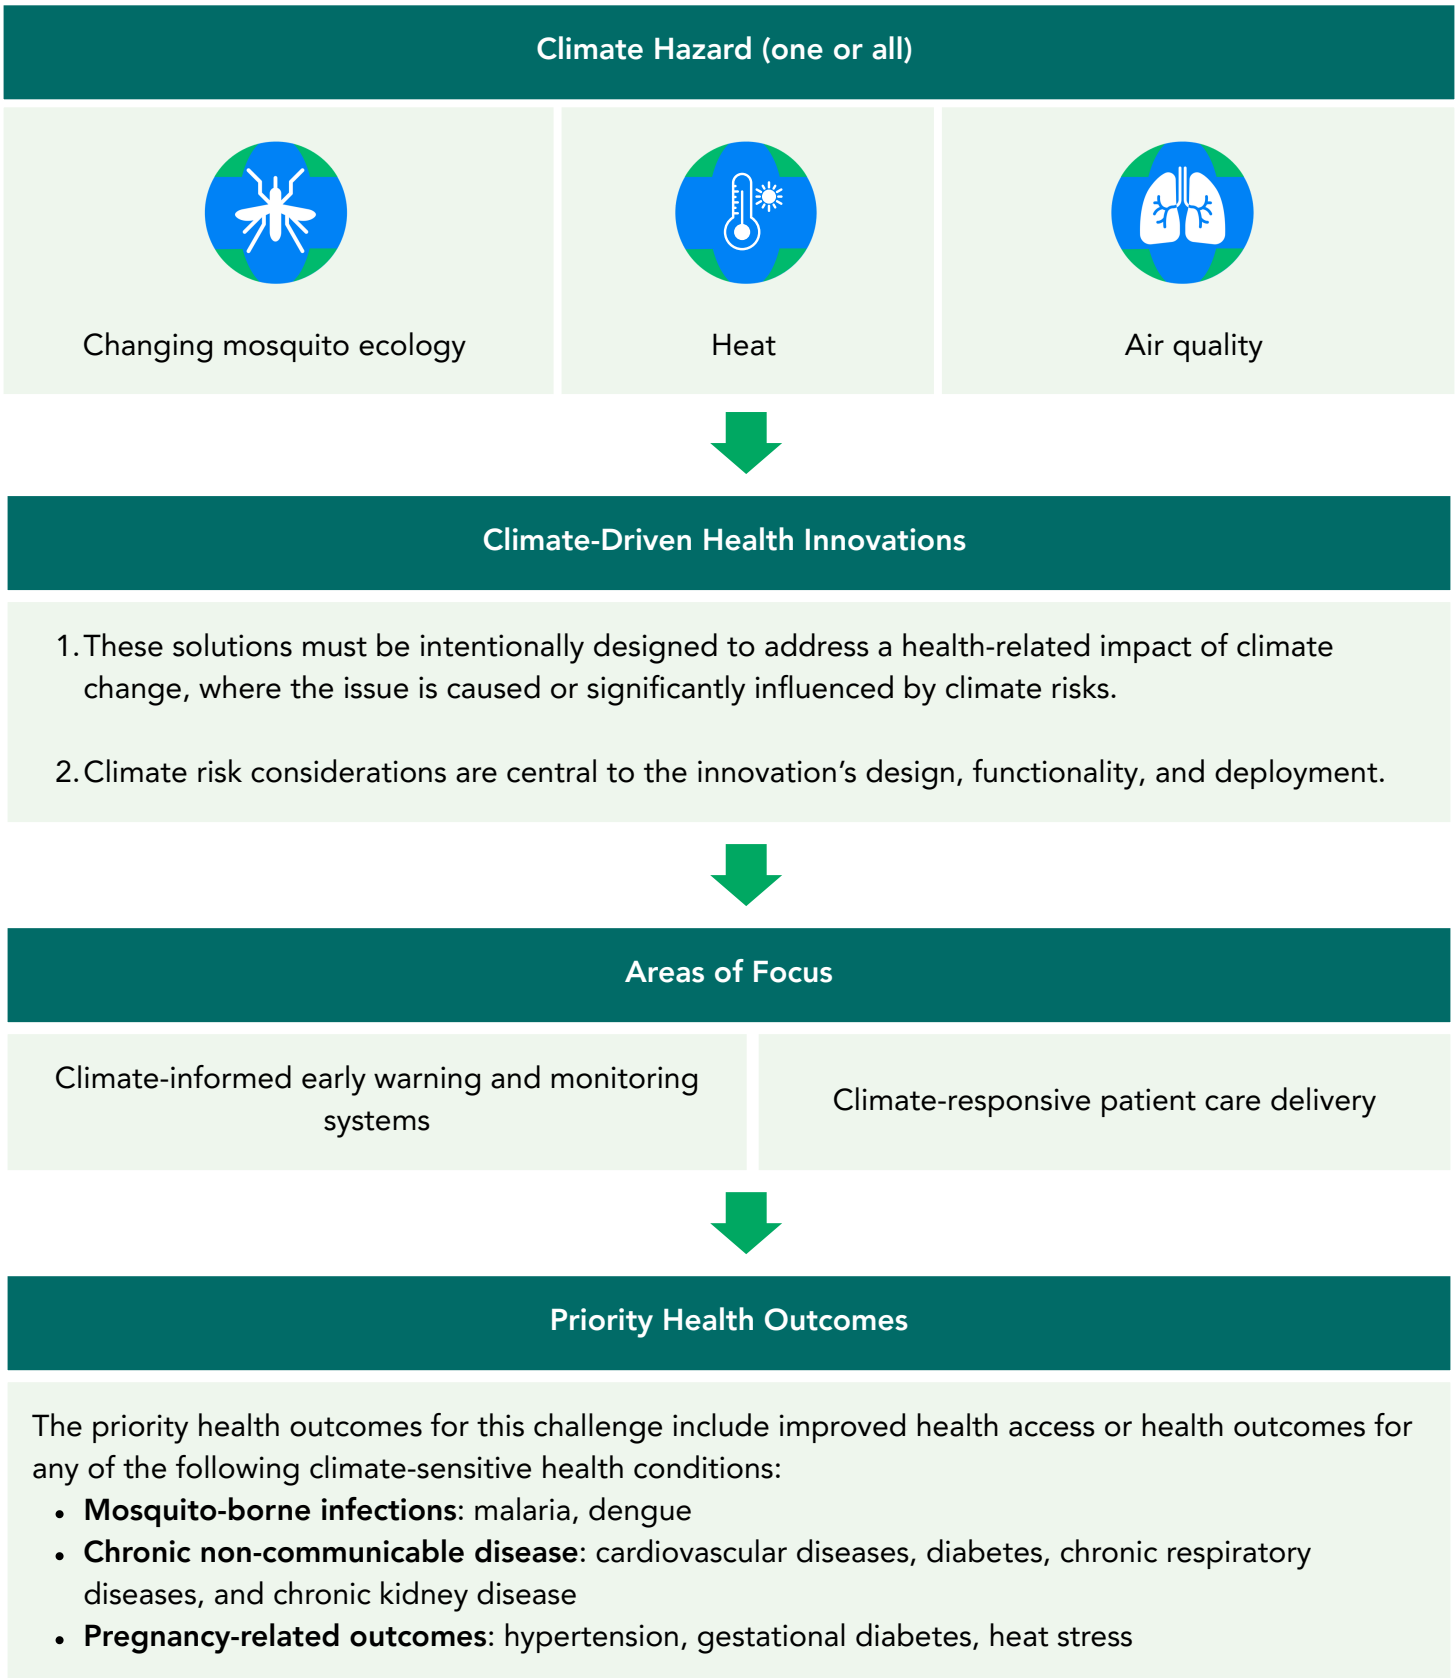 Climate Hazard (one or all)
Changing mosquito ecology
Heat
Air quality
Climate-Driven Health Innovations
1. These solutions must be intentionally designed to address a health-related impact of climate
change, where the issue is caused or significantly influenced by climate risks.
2. Climate risk considerations are central to the innovation’s design, functionality, and deployment.
Areas of Focus
Climate-informed early warning and monitoring
systems
Climate-responsive patient care delivery
Priority Health Outcomes
The priority health outcomes for this challenge include improved health access or health outcomes for
any of the following climate-sensitive health conditions:
• Mosquito-borne infections: malaria, dengue
• Chronic non-communicable disease: cardiovascular diseases, diabetes, chronic respiratory
diseases, and chronic kidney disease
• Pregnancy-related outcomes: hypertension, gestational diabetes, heat stress